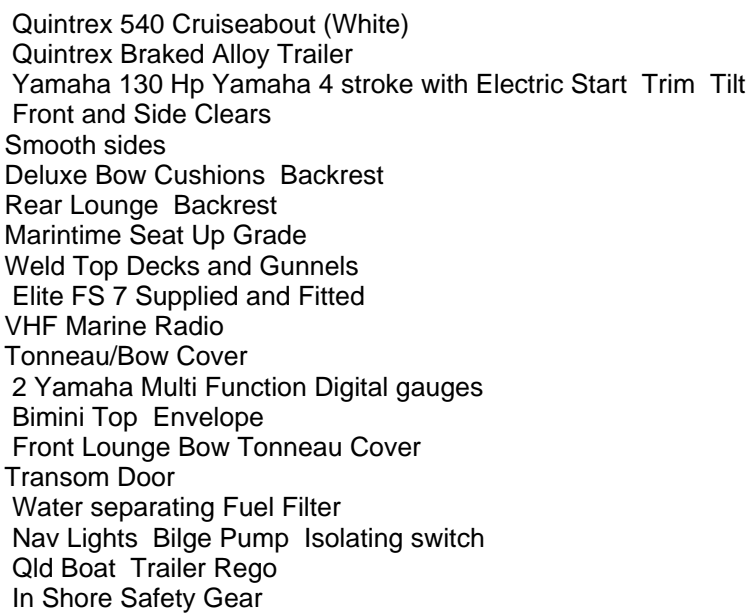 Quintrex 540 Cruiseabout (White)
Quintrex Braked Alloy Trailer
Yamaha 130 Hp Yamaha 4 stroke with Electric Start  Trim  Tilt
Front and Side Clears
Smooth sides
Deluxe Bow Cushions  Backrest
Rear Lounge  Backrest
Marintime Seat Up Grade
Weld Top Decks and Gunnels
Elite FS 7 Supplied and Fitted
VHF Marine Radio
Tonneau/Bow Cover
2 Yamaha Multi Function Digital gauges
Bimini Top  Envelope
Front Lounge Bow Tonneau Cover
Transom Door
Water separating Fuel Filter
Nav Lights  Bilge Pump  Isolating switch
Qld Boat  Trailer Rego
In Shore Safety Gear